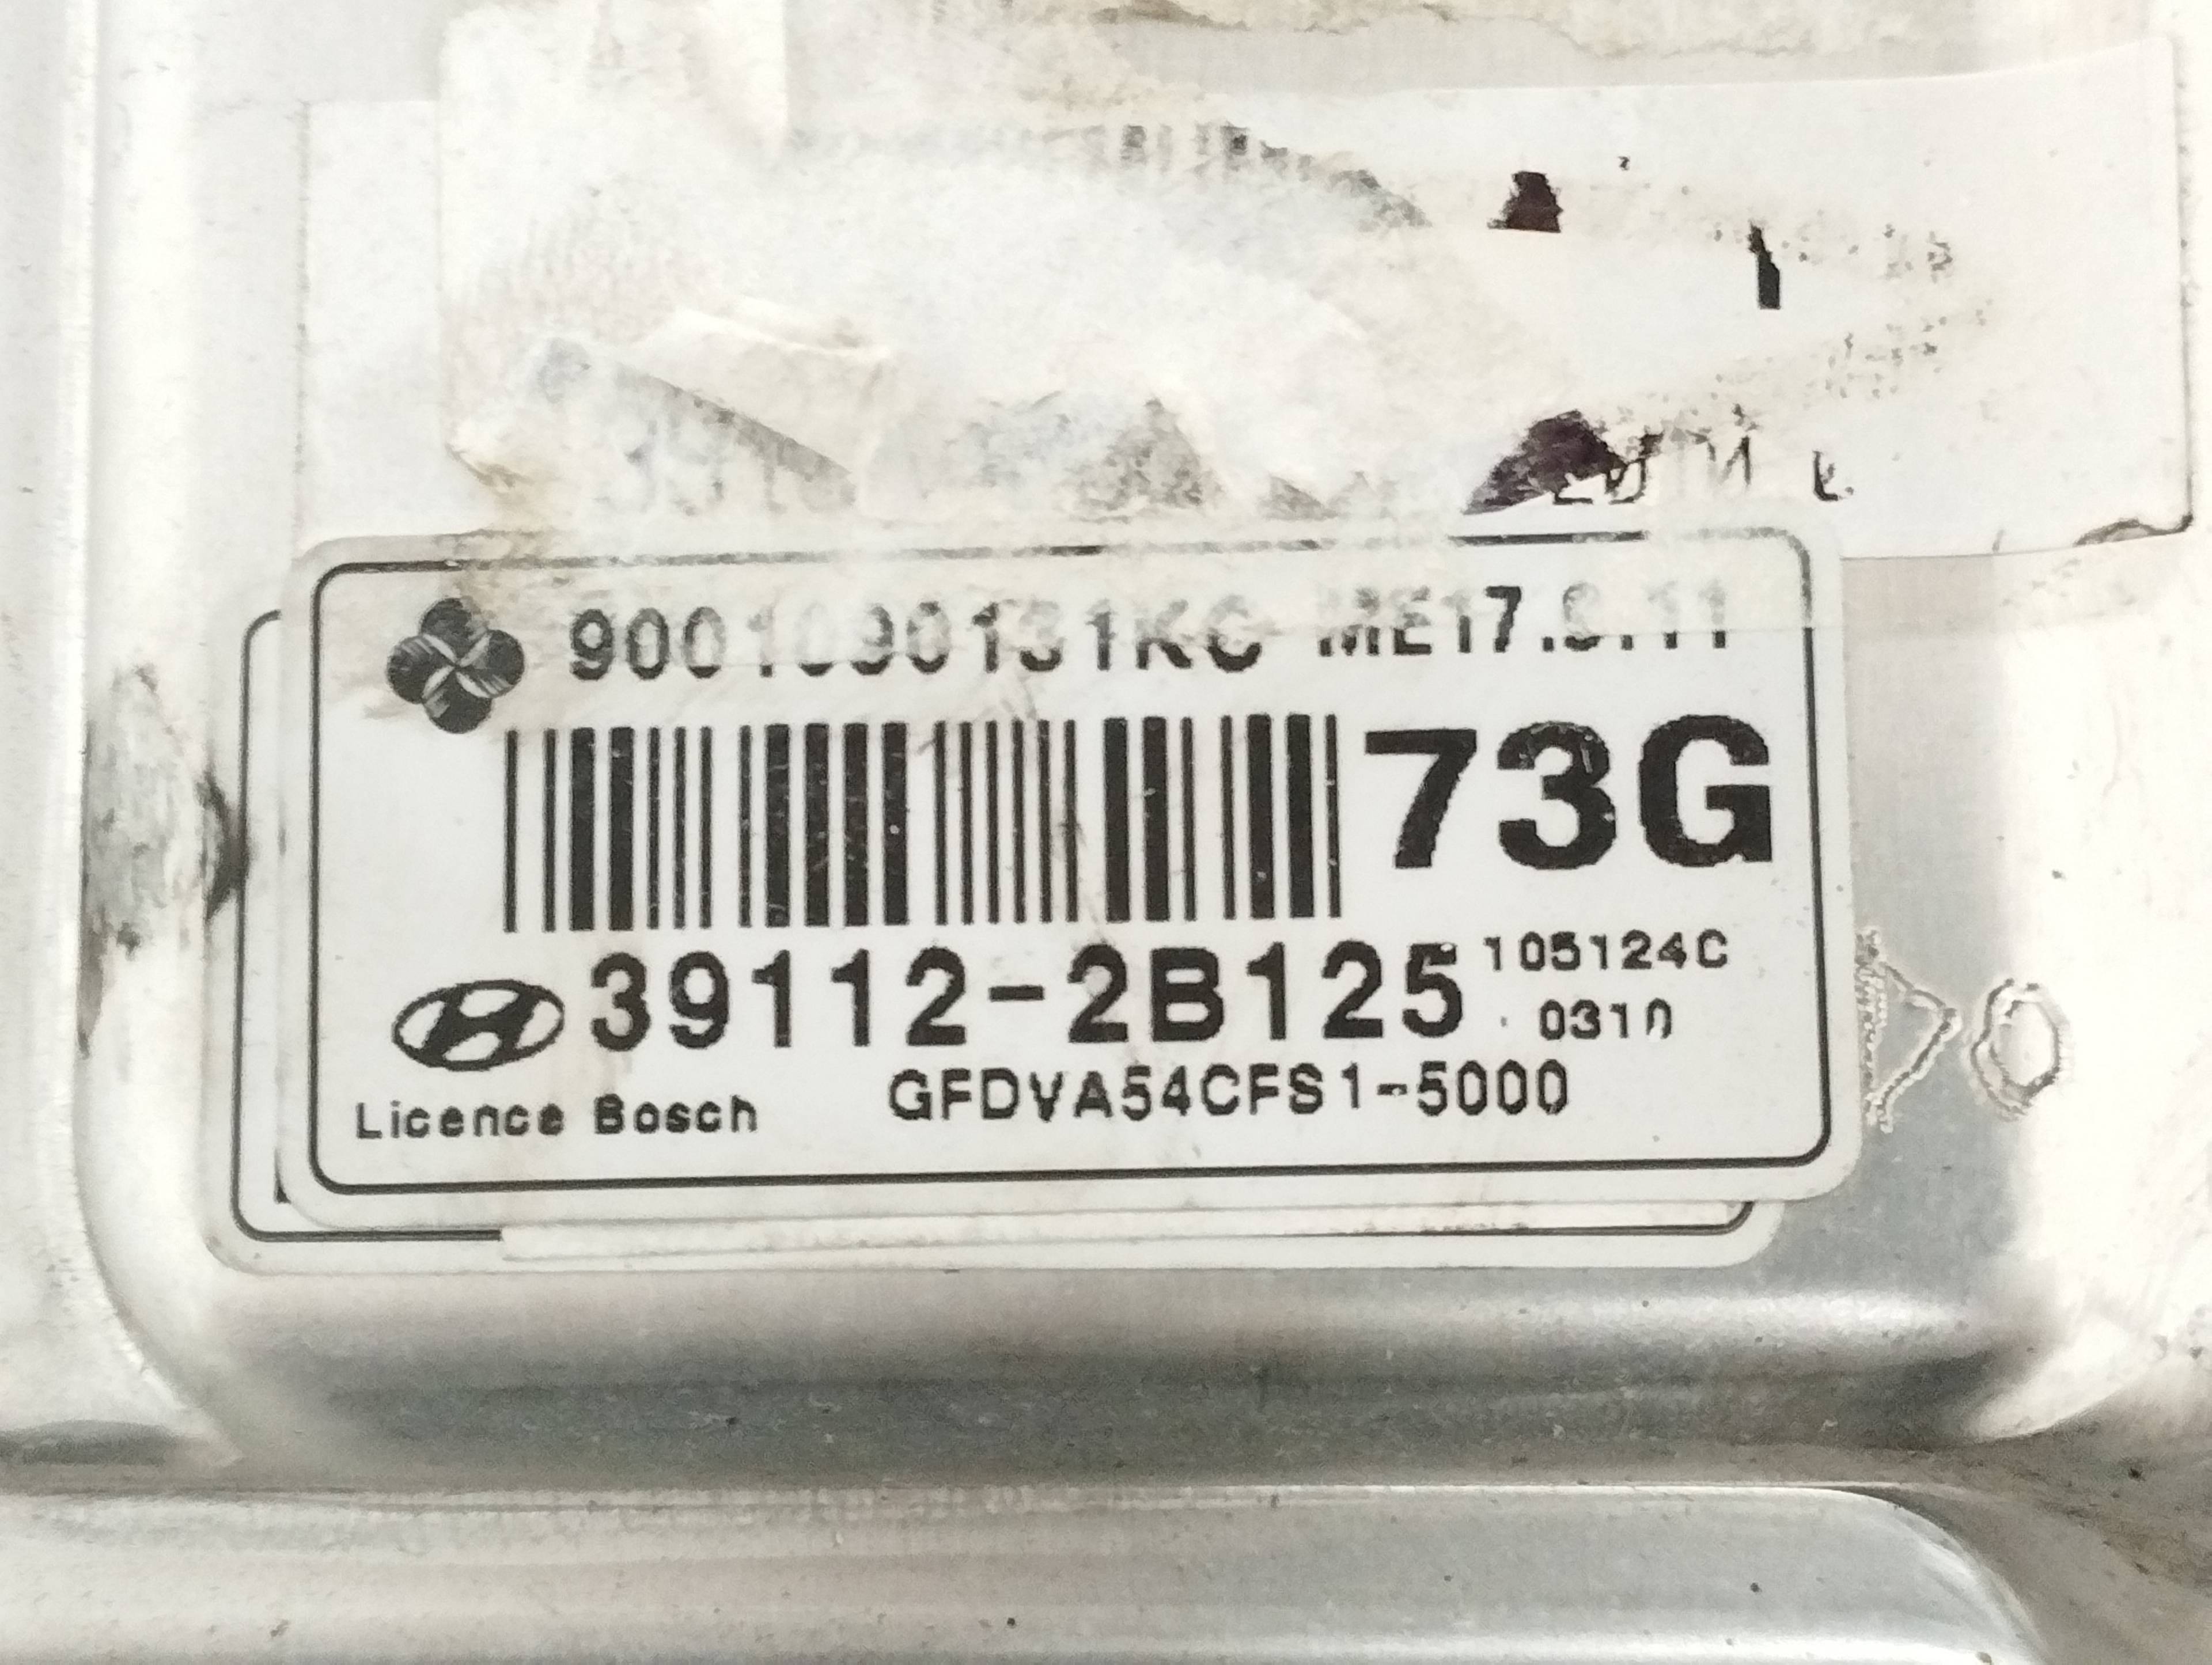 9001090131KC ME17.9.11
73G
39112-2B125 105124C
0310
Licence Bosch GFDVA54CFS1-5000